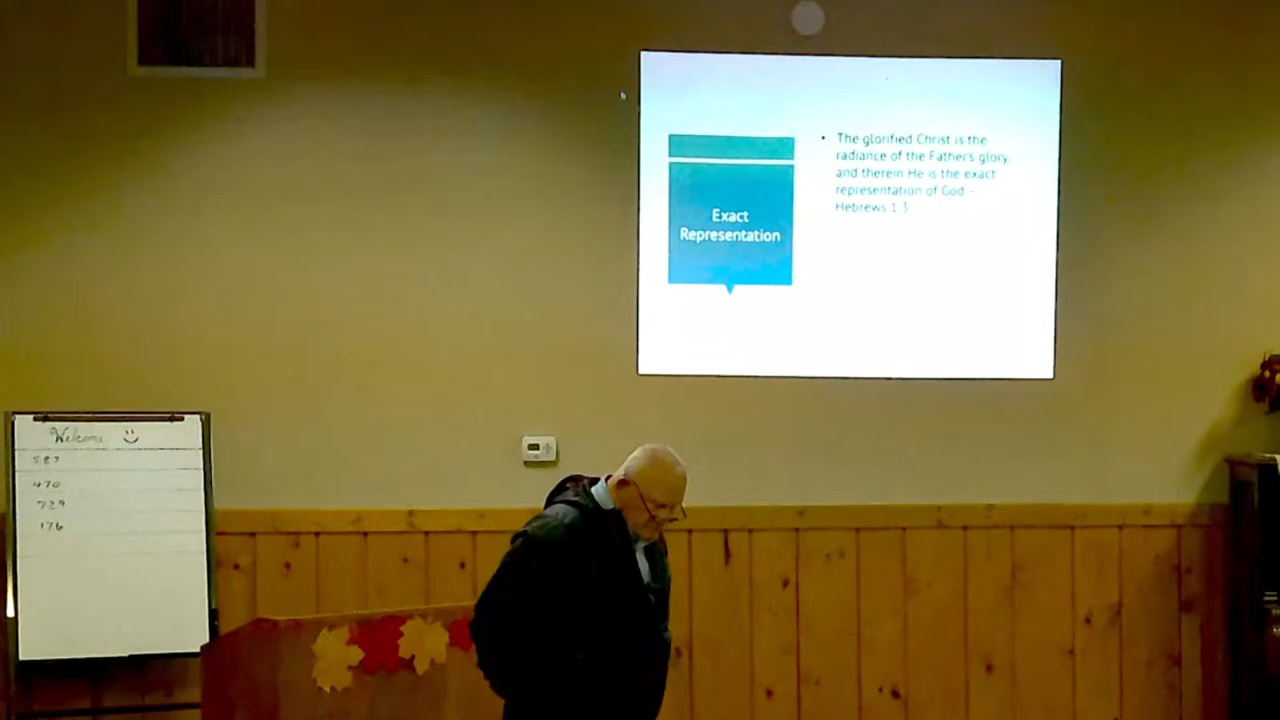 Exact
Representation
• The glorified Christ is the
radiance of the Father's glory,
and therein He is the exact
representation of God -
Hebrews 1:3
Welcome ☺
587
470
729
176